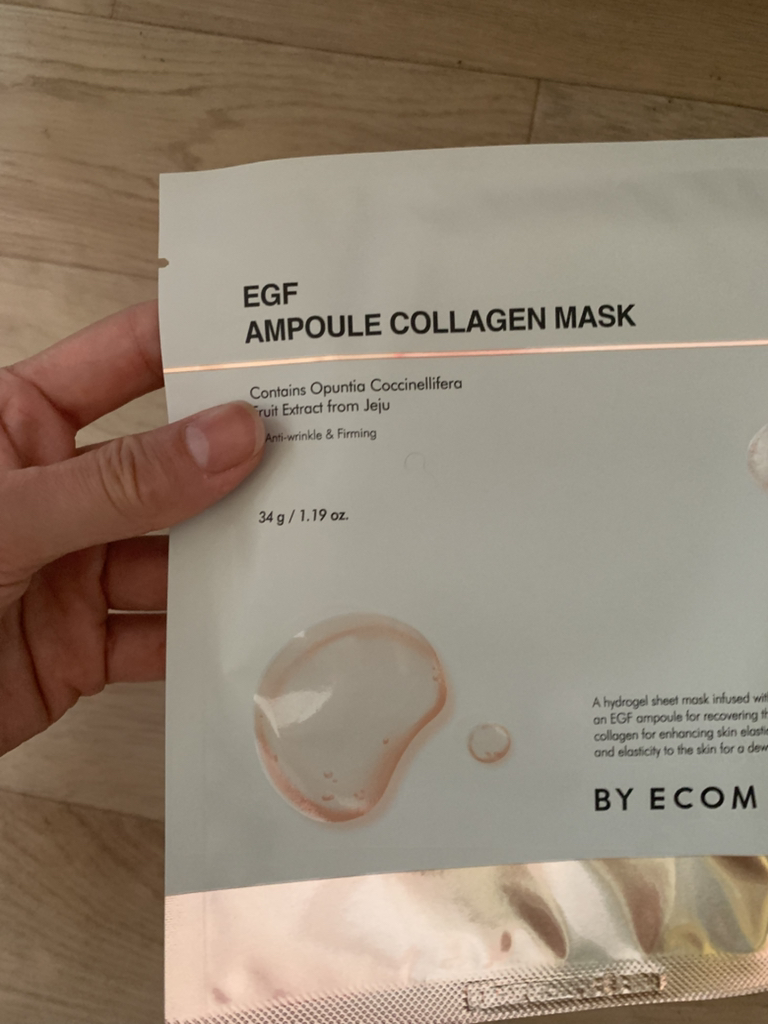 EGF
AMPOULE COLLAGEN MASK
Contains Opuntia Coccinellifera
Fruit Extract from Jeju
Anti-wrinkle & Firming
34 g / 1.19 oz.
A hydrogel sheet mask infused with
an EGF ampoule for recovering
collagen for enhancing skin
and elasticity to the skin for a
BY ECOM